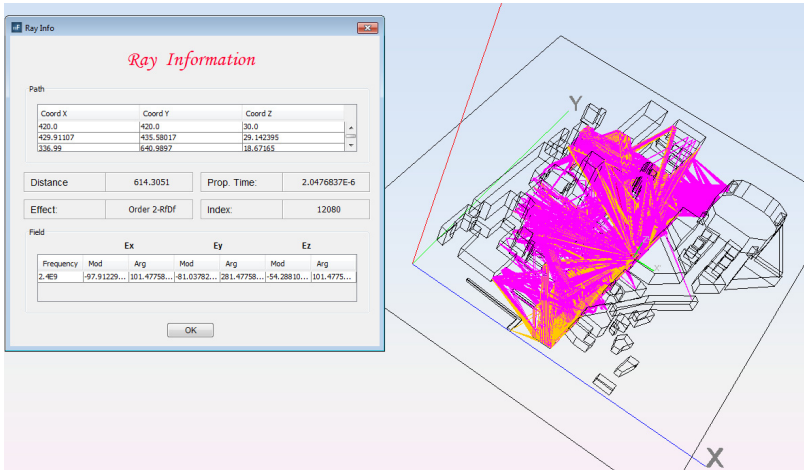 Ray Info
Ray Information
Path
Coord X Coord Y Coord Z
420.0 420.0 30.0
429.91107 435.58017 29.142395
336.99 640.9897 18.67165
Distance 614.3051 Prop. Time: 2.0476837E-6
Effect: Order 2-RfDf Index: 12080
Field
Ex Ey Ez
Frequency Mod Arg Mod Arg Mod Arg
2.4E9 -97.91229... 101.47758... -81.03782... 281.47758... -54.28810... 101.4775...
OK
Y
X